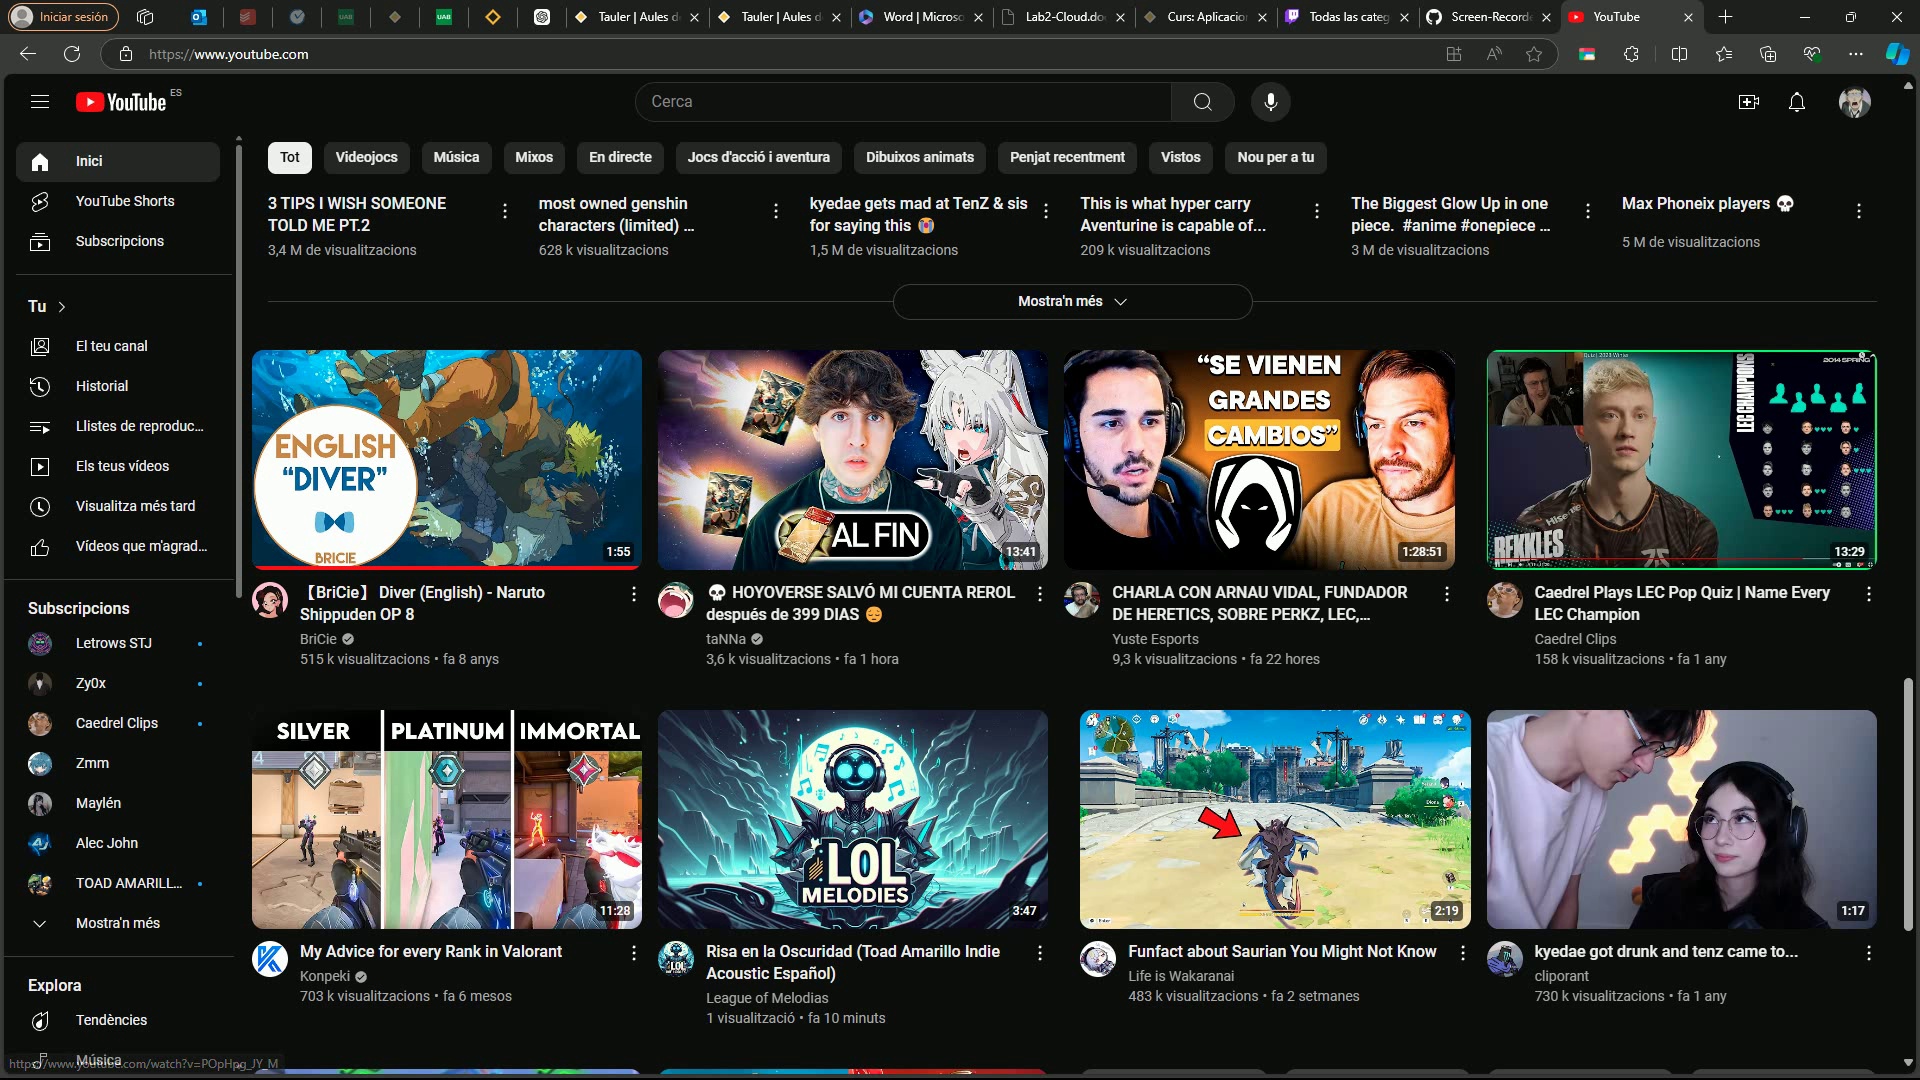 Iniciar sesión
Tauler | Aules d
Tauler | Aules d
Word | Microso
Lab2-Cloud.do
Curs: Aplicacion
Todas las categ
Screen-Recorde
YouTube
https://www.youtube.com
YouTube ES
Cerca
Inici
YouTube Shorts
Subscripcions
Tu
El teu canal
Historial
Llistes de reproduc...
Els teus vídeos
Visualitza més tard
Vídeos que m'agrad...
Subscripcions
Letrows STJ
Zy0x
Caedrel Clips
Zmm
Maylén
Alec John
TOAD AMARILL...
Mostra'n més
Explora
Tendències
Música
https://www.youtube.com/watch?v=POpHpg_JY_M
Tot
Videojocs
Música
Mixos
En directe
Jocs d'acció i aventura
Dibuixos animats
Penjat recentment
Vistos
Nou per a tu
3 TIPS I WISH SOMEONE
TOLD ME PT.2
3,4 M de visualitzacions
most owned genshin
characters (limited) ...
628 k visualitzacions
kyedae gets mad at TenZ & sis
for saying this 😭
1,5 M de visualitzacions
This is what hyper carry
Aventurine is capable of...
209 k visualitzacions
The Biggest Glow Up in one
piece. #anime #onepiece ...
3 M de visualitzacions
Max Phoneix players 💀
5 M de visualitzacions
Mostra'n més
ENGLISH
"DIVER"
BRICIE
1:55
【BriCie】 Diver (English) - Naruto
Shippuden OP 8
BriCie
515 k visualitzacions • fa 8 anys
AL FIN
13:41
💀 HOYOVERSE SALVÓ MI CUENTA REROL
después de 399 DIAS 😔
taNNa
3,6 k visualitzacions • fa 1 hora
“SE VIENEN
GRANDES
CAMBIOS”
1:28:51
CHARLA CON ARNAU VIDAL, FUNDADOR
DE HERETICS, SOBRE PERKZ, LEC,...
Yuste Esports
9,3 k visualitzacions • fa 22 hores
2014 SPRING
LEC CHAMPIONS
REKKLES
13:29
Caedrel Plays LEC Pop Quiz | Name Every
LEC Champion
Caedrel Clips
158 k visualitzacions • fa 1 any
SILVER
PLATINUM
IMMORTAL
11:28
My Advice for every Rank in Valorant
Konpeki
703 k visualitzacions • fa 6 mesos
LOL
MELODIES
3:47
Risa en la Oscuridad (Toad Amarillo Indie
Acoustic Español)
League of Melodias
1 visualització • fa 10 minuts
2:19
Funfact about Saurian You Might Not Know
Life is Wakaranai
483 k visualitzacions • fa 2 setmanes
1:17
kyedae got drunk and tenz came to...
cliporant
730 k visualitzacions • fa 1 any